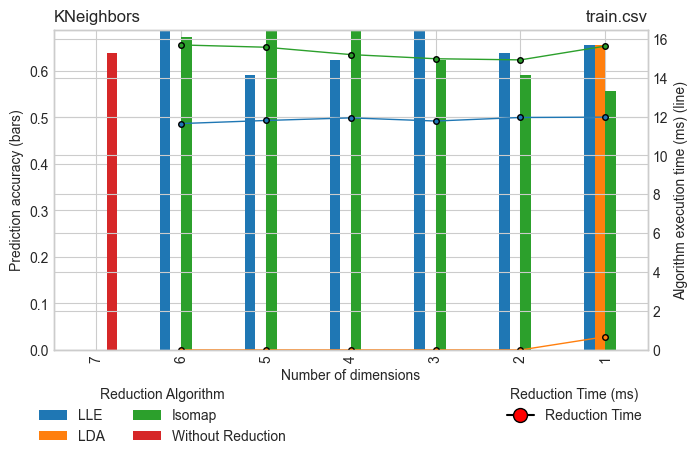 KNeighbors
train.csv
Prediction accuracy (bars)
0.6
0.5
0.4
0.3
0.2
0.1
0.0
16
14
12
10
8
6
4
2
0
Algorithm execution time (ms) (line)
7 6 5 4 3 2 1
Number of dimensions
Reduction Algorithm
LLE
LDA
Isomap
Without Reduction
Reduction Time (ms)
Reduction Time